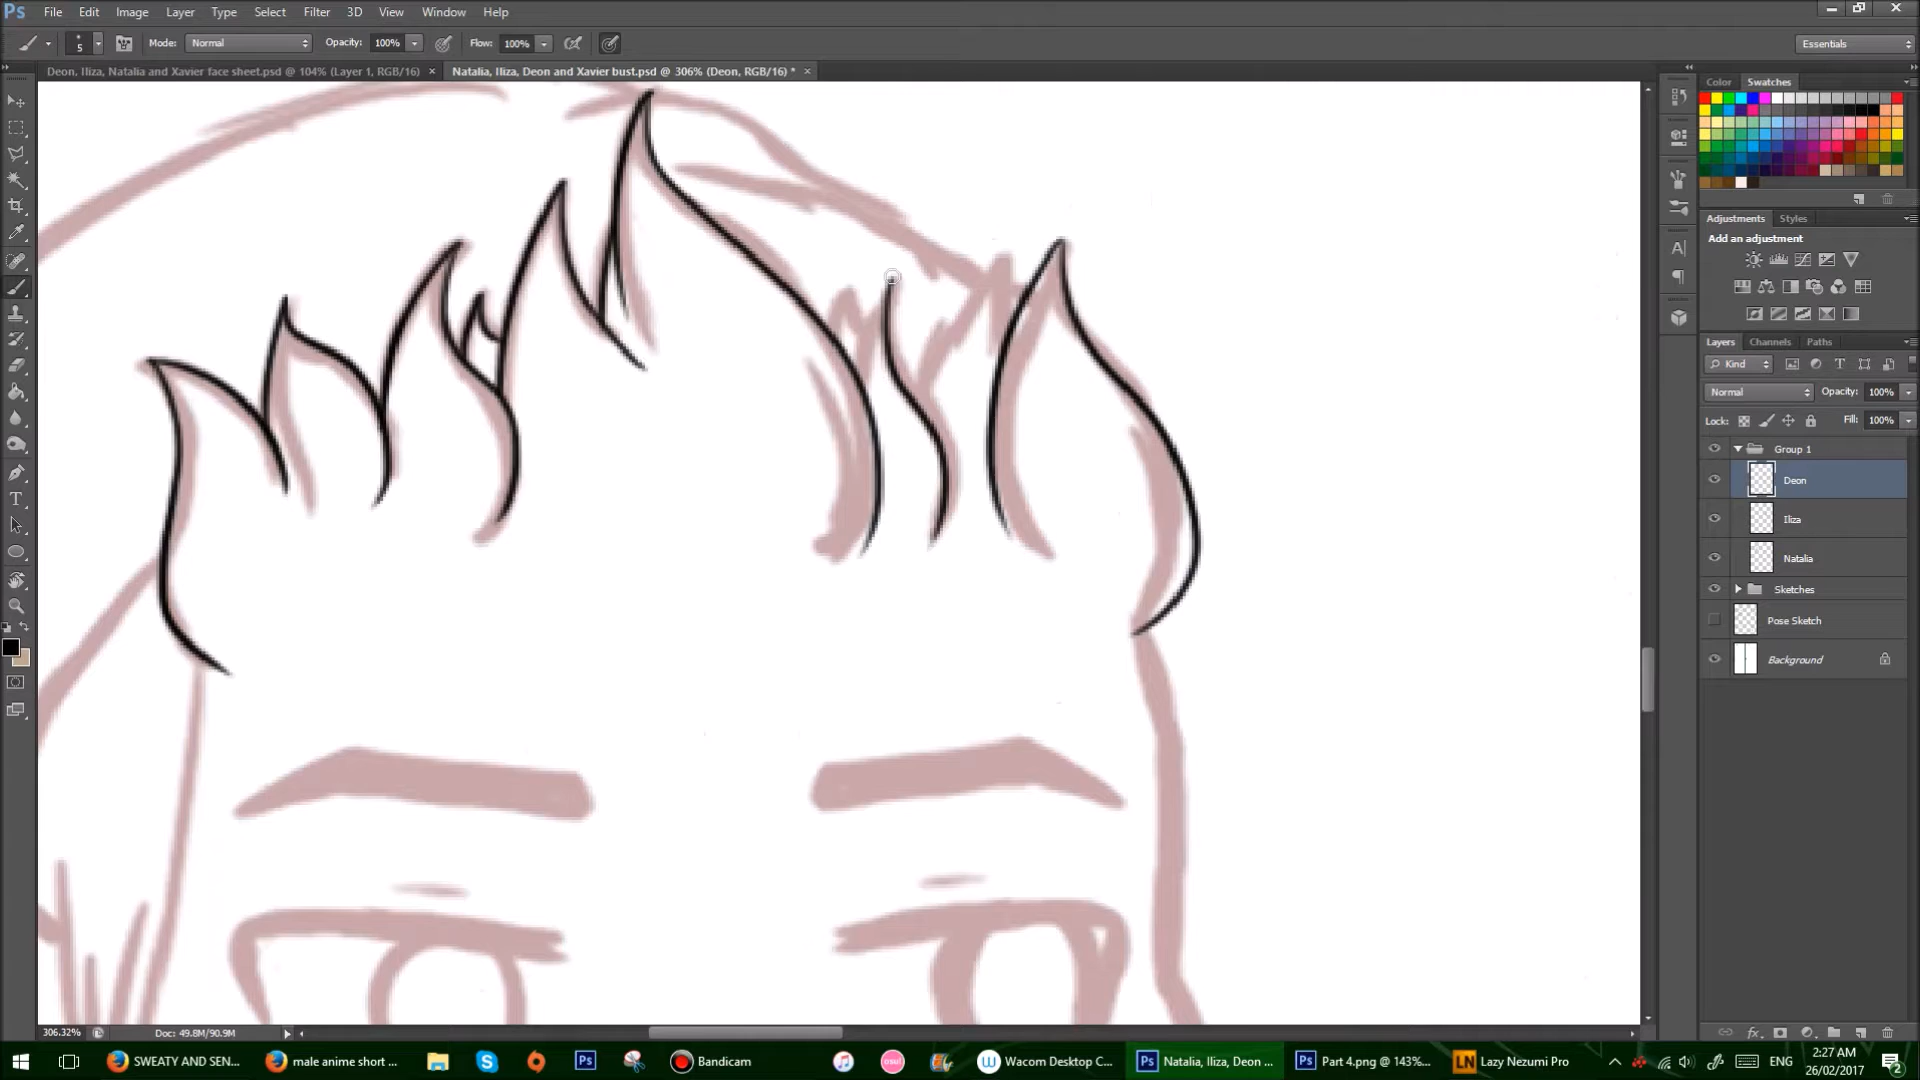 Ps File Edit Image Layer Type Select Filter 3D View Window Help
5 Mode: Normal Opacity: 100% Flow: 100% Essentials
Deon, Iliza, Natalia and Xavier face sheet.psd @ 104% (Layer 1, RGB/16) × Natalia, Iliza, Deon and Xavier bust.psd @ 306% (Deon, RGB/16) * ×
Color Swatches
Adjustments Styles
Add an adjustment
Layers Channels Paths
Kind
Normal Opacity: 100%
Lock: Fill: 100%
Group 1
Deon
Iliza
Natalia
Sketches
Pose Sketch
Background
306.32% Doc: 49.8M/90.9M
SWEATY AND SEN... male anime short ... Bandicam Wacom Desktop C... Natalia, Iliza, Deon ... Part 4.png @ 143%... Lazy Nezumi Pro ENG 2:27 AM
26/02/2017 2